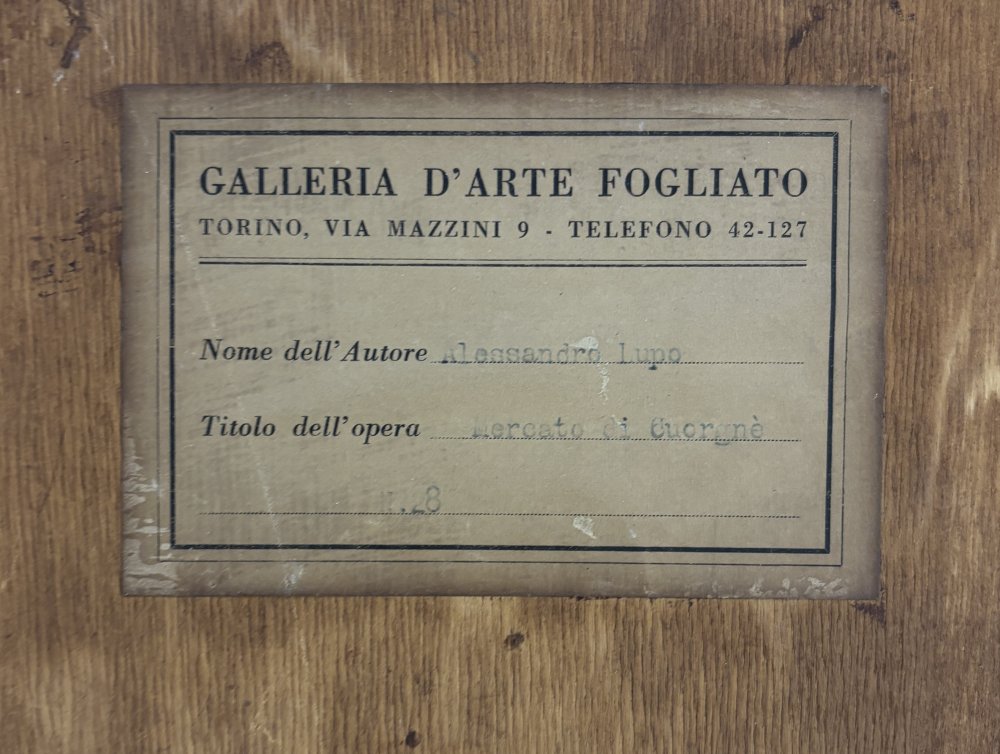 GALLERIA D'ARTE FOGLIATO
TORINO, VIA MAZZINI 9 - TELEFONO 42-127
Nome dell'Autore Alessandro Lupo
Titolo dell'opera Mercato di Cuorgnè
N.28